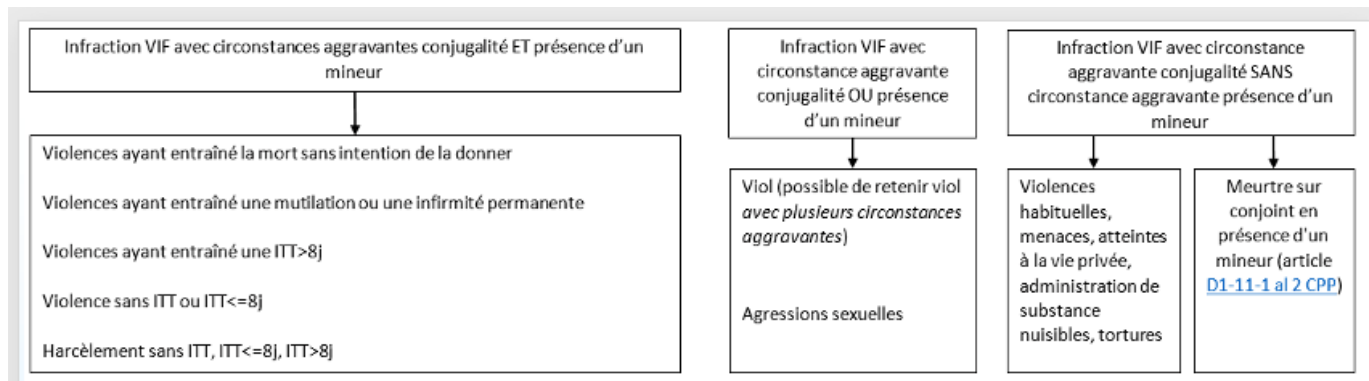 Infraction VIF avec circonstances aggravantes conjugalité ET présence d'un
mineur
Violences ayant entraîné la mort sans intention de la donner
Violences ayant entraîné une mutilation ou une infirmité permanente
Violences ayant entraîné une ITT>8j
Violence sans ITT ou ITT<=8j
Harcèlement sans ITT, ITT<=8j, ITT>8j
Infraction VIF avec
circonstance aggravante
conjugalité OU présence
d'un mineur
Viol (possible de retenir viol
avec plusieurs circonstances
aggravantes)
Agressions sexuelles
Infraction VIF avec circonstance
aggravante conjugalité SANS
circonstance aggravante présence d'un
mineur
Violences
habituelles,
menaces, atteintes
à la vie privée,
administration de
substance
nuisibles, tortures
Meurtre sur
conjoint en
présence d'un
mineur (article
D1-11-1 al 2 CPP)